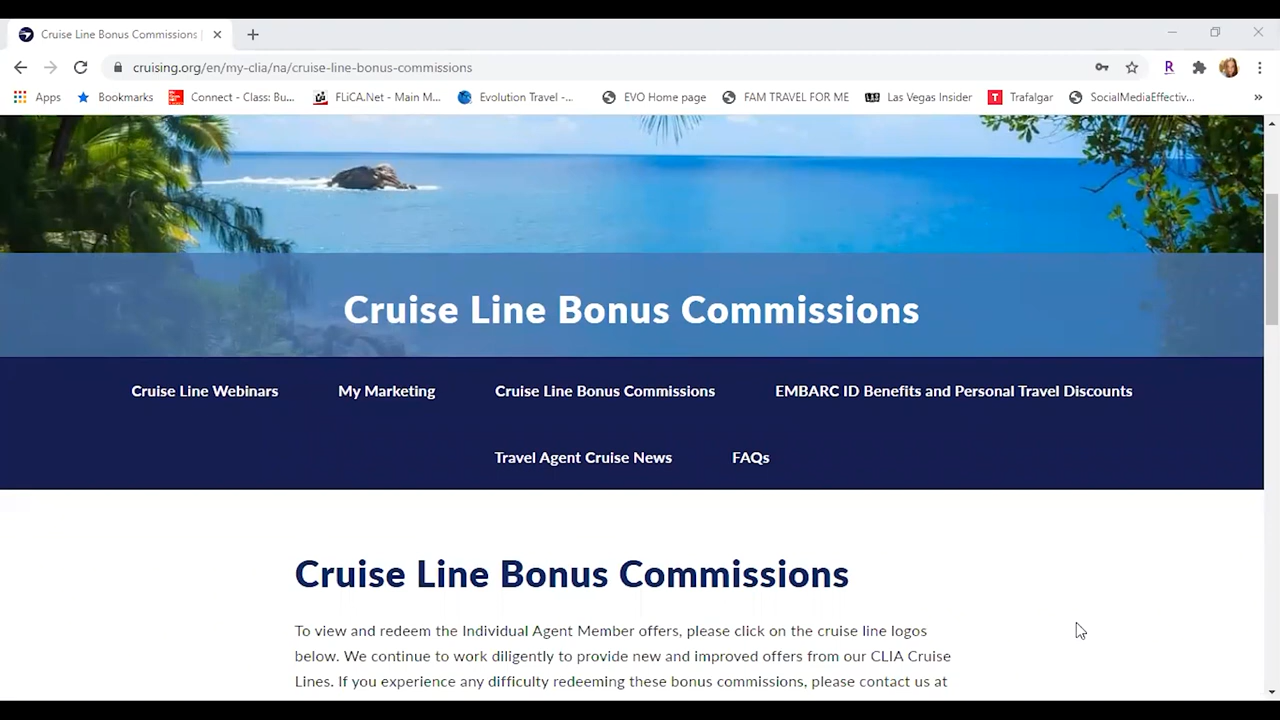 Cruise Line Bonus Commissions |
cruising.org/en/my-clia/na/cruise-line-bonus-commissions
R
Apps Bookmarks Connect - Class: Bu... FLiCA.Net - Main M... Evolution Travel -... EVO Home page FAM TRAVEL FOR ME Las Vegas Insider T Trafalgar SocialMediaEffectiv... »
Cruise Line Bonus Commissions
Cruise Line Webinars My Marketing Cruise Line Bonus Commissions EMBARC ID Benefits and Personal Travel Discounts
Travel Agent Cruise News FAQs
Cruise Line Bonus Commissions
To view and redeem the Individual Agent Member offers, please click on the cruise line logos
below. We continue to work diligently to provide new and improved offers from our CLIA Cruise
Lines. If you experience any difficulty redeeming these bonus commissions, please contact us at